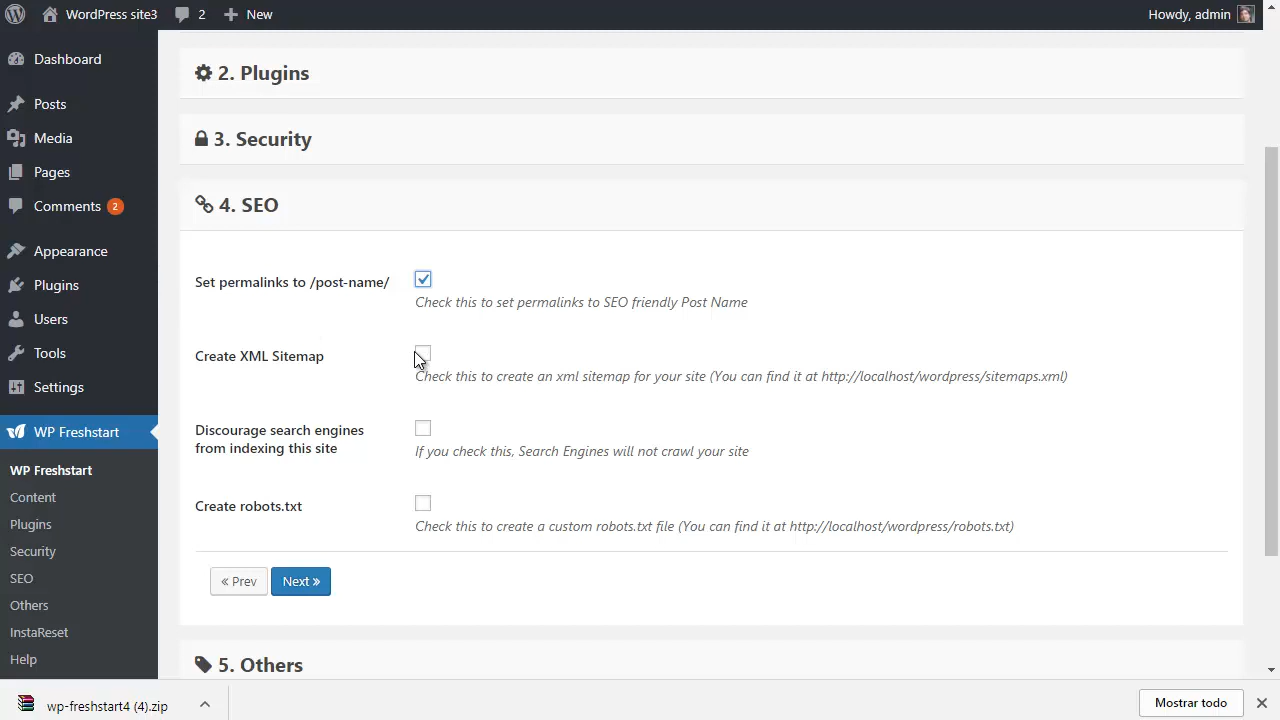 WordPress site3
2
New
Howdy, admin
Dashboard
Posts
Media
Pages
Comments 2
Appearance
Plugins
Users
Tools
Settings
WP Freshstart
WP Freshstart
Content
Plugins
Security
SEO
Others
InstaReset
Help
2. Plugins
3. Security
4. SEO
Set permalinks to /post-name/
Check this to set permalinks to SEO friendly Post Name
Create XML Sitemap
Check this to create an xml sitemap for your site (You can find it at http://localhost/wordpress/sitemaps.xml)
Discourage search engines
from indexing this site
If you check this, Search Engines will not crawl your site
Create robots.txt
Check this to create a custom robots.txt file (You can find it at http://localhost/wordpress/robots.txt)
« Prev
Next »
5. Others
wp-freshstart4 (4).zip
Mostrar todo